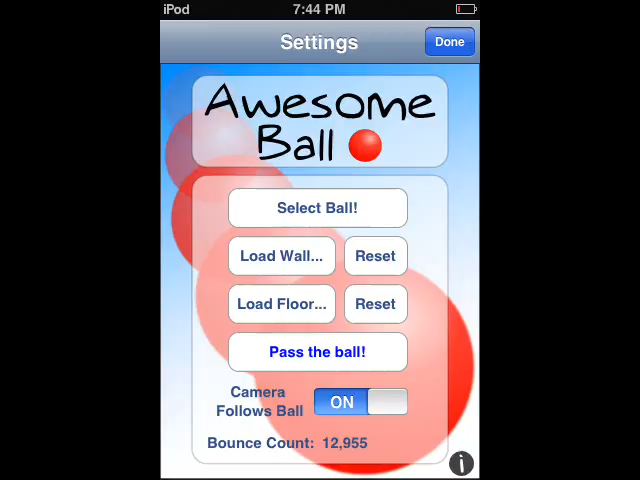 iPod 7:44 PM
Settings Done
Awesome
Ball
Select Ball!
Load Wall... Reset
Load Floor... Reset
Pass the ball!
Camera
Follows Ball ON
Bounce Count: 12,955
i